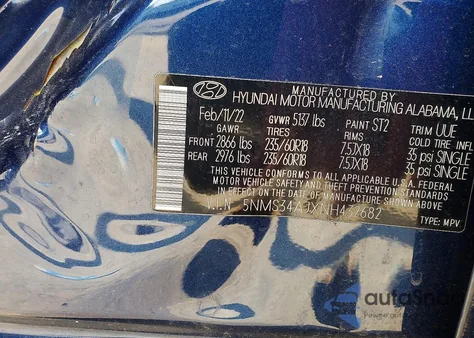 MANUFACTURED BY
HYUNDAI MOTOR MANUFACTURING ALABAMA, LL
Feb/11/22 GVWR 5137 lbs PAINT ST2 TRIM UUE
GAWR TIRES RIMS COLD TIRE INFL
FRONT 2866 lbs 235/60R18 7.5JX18 35 psi SINGLE
REAR 2976 lbs 235/60R18 7.5JX18 35 psi SINGLE
THIS VEHICLE CONFORMS TO ALL APPLICABLE U.S.A. FEDERAL
MOTOR VEHICLE SAFETY AND THEFT PREVENTION STANDARDS
IN EFFECT ON THE DATE OF MANUFACTURE SHOWN ABOVE
V.I.N.
TYPE: MPV